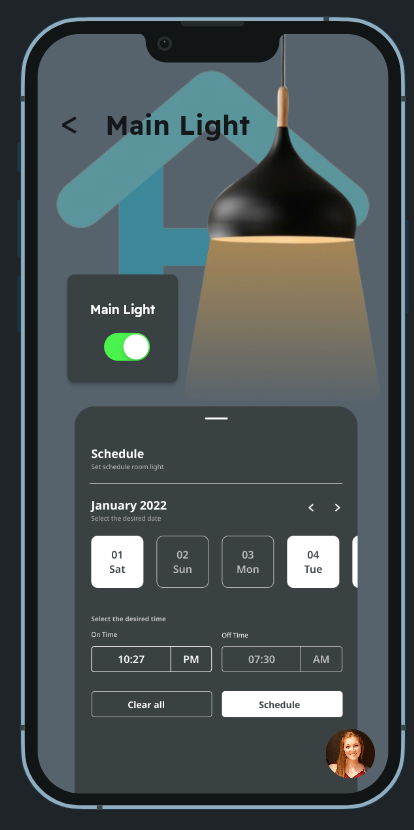 < Main Light
Main Light
Schedule
Set schedule room light
January 2022
Select the desired date
< >
01 02 03 04
Sat Sun Mon Tue
Select the desired time
On Time Off Time
10:27 PM 07:30 AM
Clear all Schedule